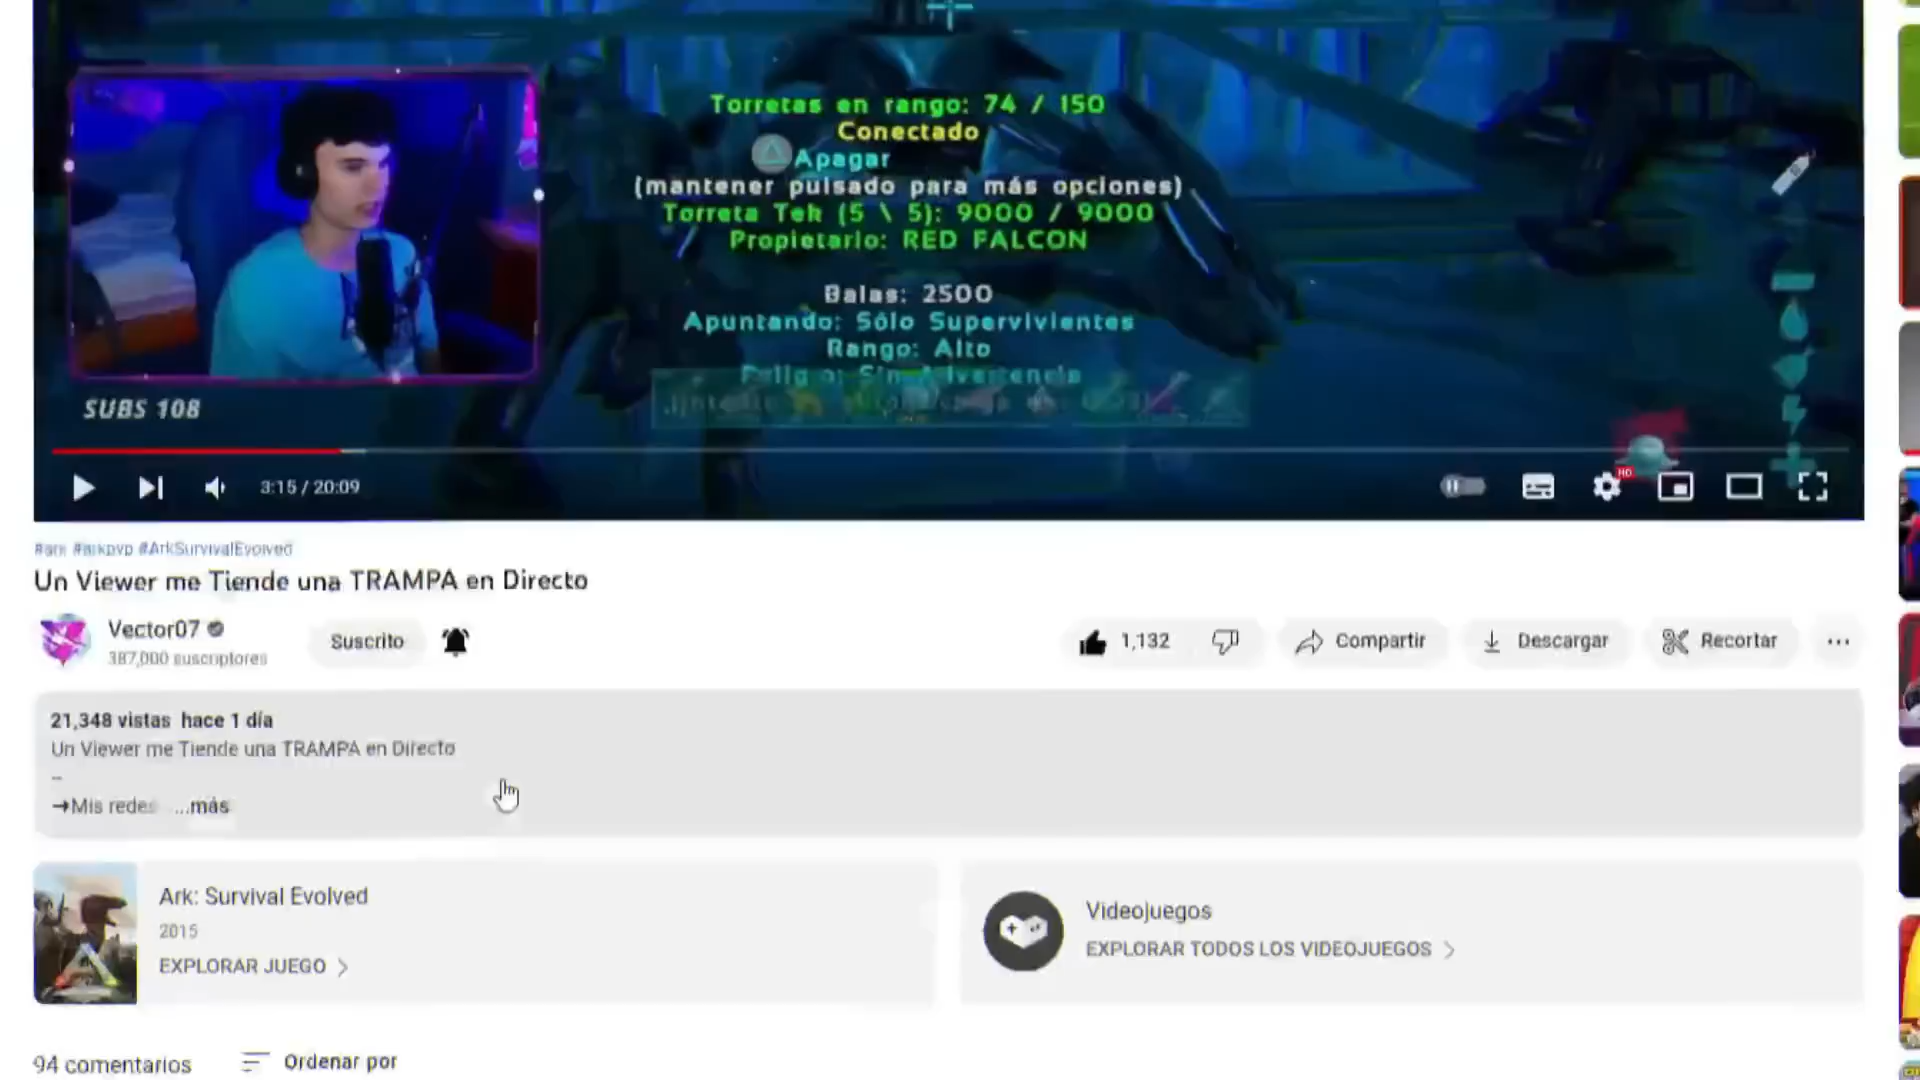 Torretas en rango: 74 / 150
Conectado
Apagar
(mantener pulsado para más opciones)
Torreta Tek (5 \ 5): 9000 / 9000
Propietario: RED FALCON
Balas: 2500
Apuntando: Sólo Supervivientes
Rango: Alto
SUBS 108
3:15 / 20:09
HD
#ark #arkpvp #ArkSurvivalEvolved
Un Viewer me Tiende una TRAMPA en Directo
Vector07
387,000 suscriptores
Suscrito
1,132
Compartir
Descargar
Recortar
...
21,348 vistas hace 1 día
Un Viewer me Tiende una TRAMPA en Directo
--
➞Mis redes ...más
Ark: Survival Evolved
2015
EXPLORAR JUEGO >
Videojuegos
EXPLORAR TODOS LOS VIDEOJUEGOS >
94 comentarios
Ordenar por